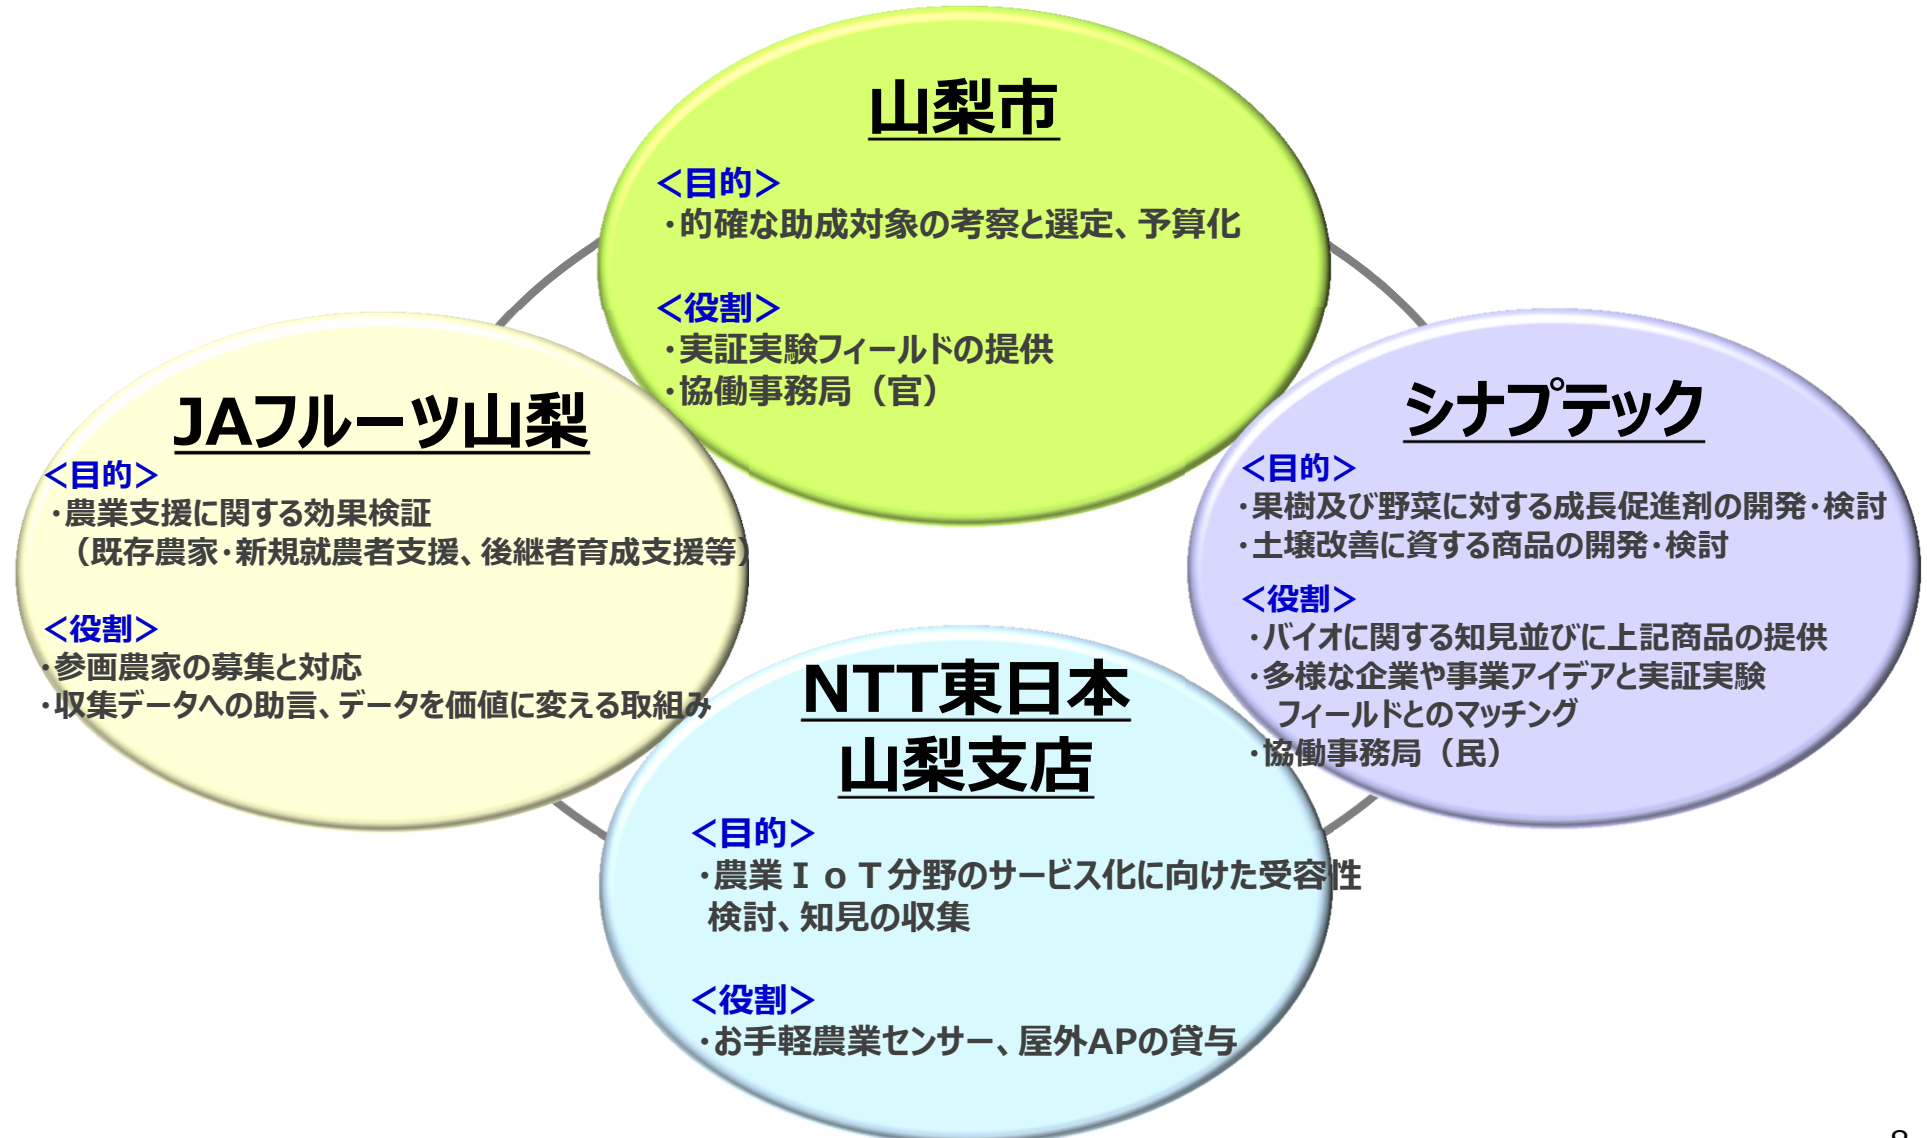 山梨市
＜目的＞
・的確な助成対象の考察と選定、予算化
＜役割＞
・実証実験フィールドの提供
・協働事務局（官）
JAフルーツ山梨
＜目的＞
・農業支援に関する効果検証
（既存農家・新規就農者支援、後継者育成支援等）
＜役割＞
・参画農家の募集と対応
・収集データへの助言、データを価値に変える取組み
シナプテック
＜目的＞
・果樹及び野菜に対する成長促進剤の開発・検討
・土壌改善に資する商品の開発・検討
＜役割＞
・バイオに関する知見並びに上記商品の提供
・多様な企業や事業アイデアと実証実験
フィールドとのマッチング
・協働事務局（民）
NTT東日本
山梨支店
＜目的＞
・農業ＩｏＴ分野のサービス化に向けた受容性
検討、知見の収集
＜役割＞
・お手軽農業センサー、屋外APの貸与